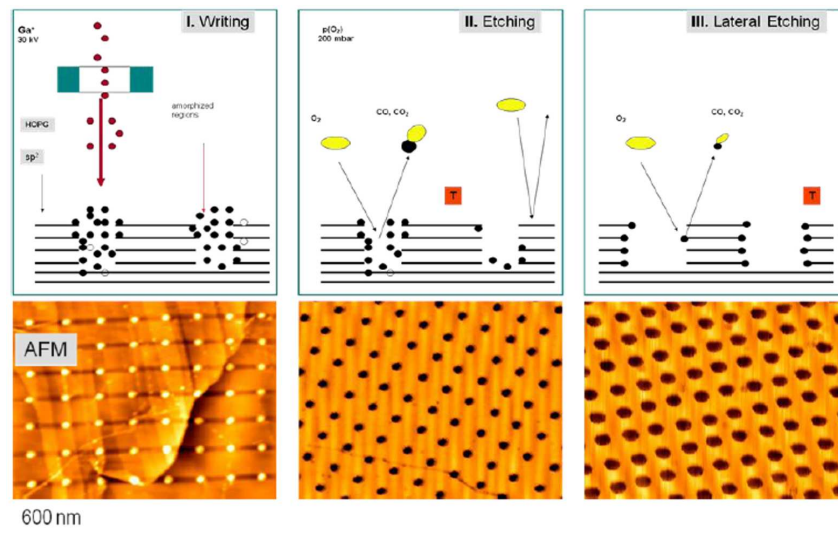 I. Writing
Ga⁺
30 kV
amorphized
regions
HOPG
sp²
II. Etching
p(O₂)
200 mbar
O₂
CO, CO₂
T
III. Lateral Etching
O₂
CO, CO₂
T
AFM
600 nm